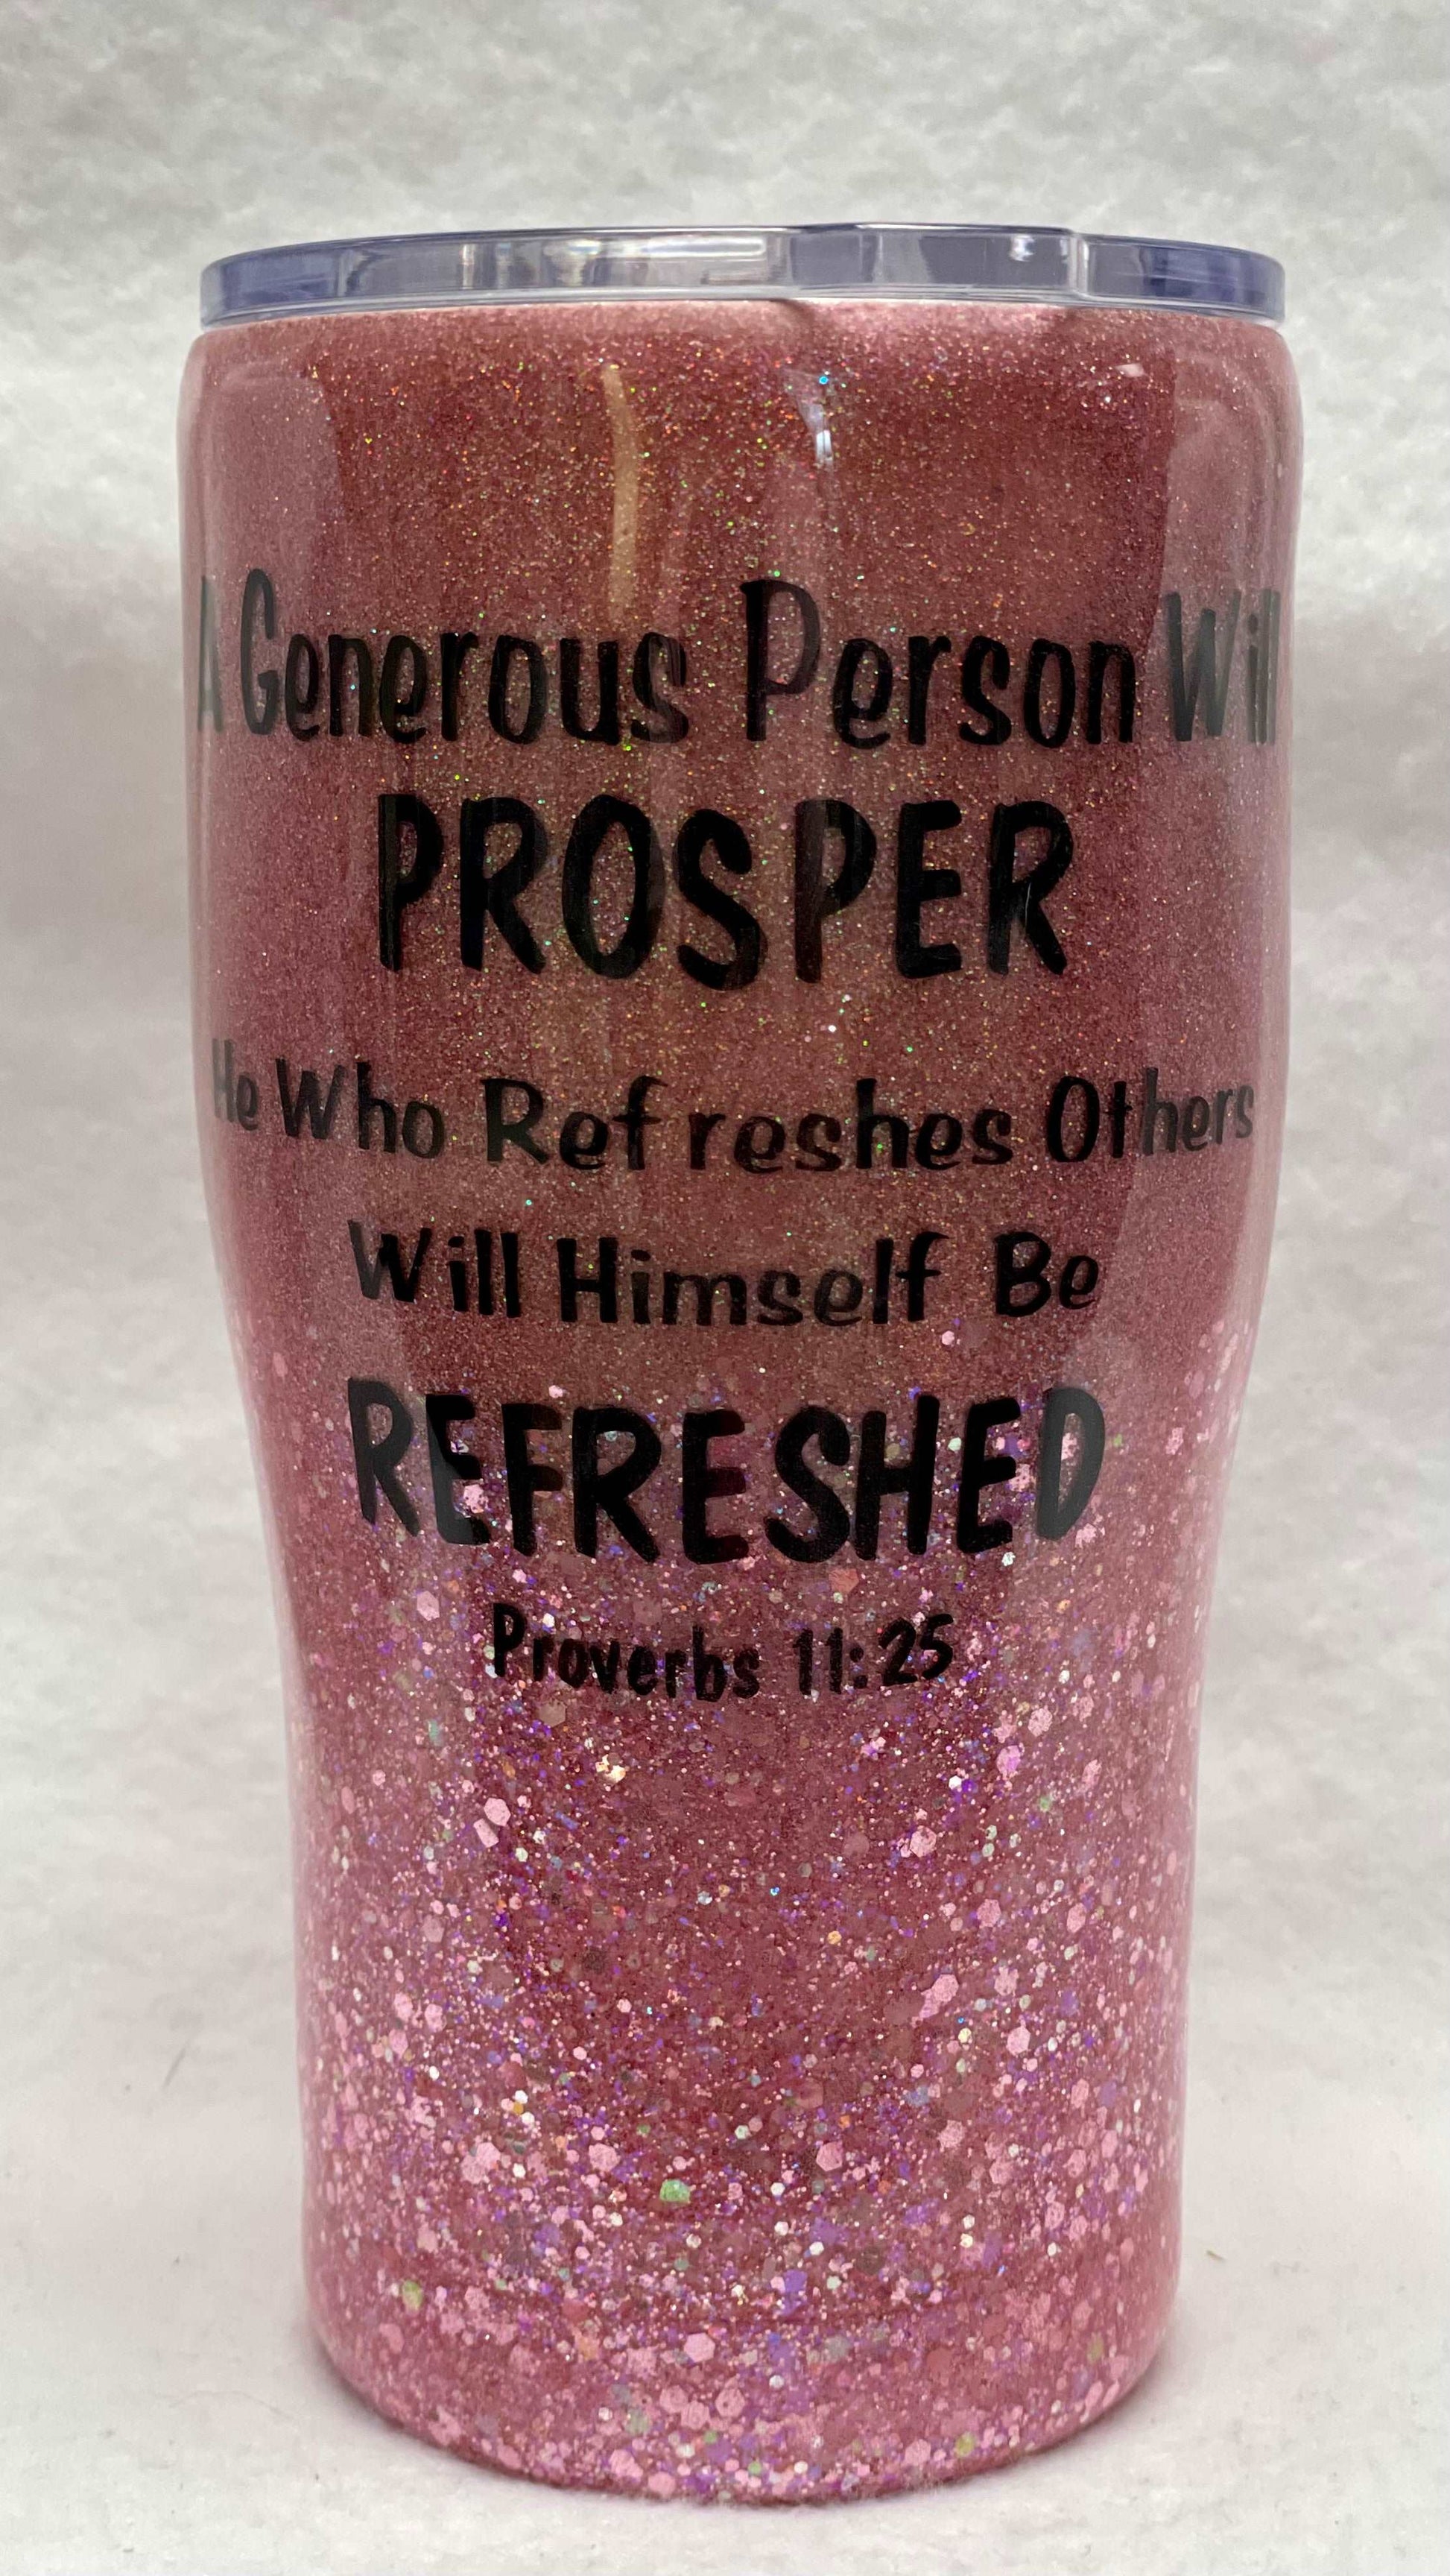 A Generous Person Will
PROSPER
He Who Refreshes Others
Will Himself Be
REFRESHED
Proverbs 11:25